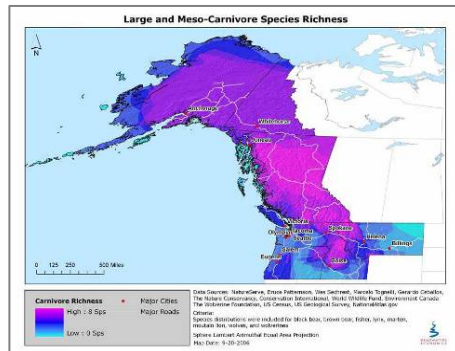 Large and Meso-Carnivore Species Richness
N
Anchorage
Whitehorse
Juneau
Victoria
Olympia
Tacoma
Seattle
Spokane
Helena
Billings
Salem
Eugene
Boise
0
500 Miles
Carnivore Richness
High : 8 Sps
Low : 0 Sps
Major Cities
Major Roads
Data Sources: NatureServe, Bruce Patterson, Wes Sechrest, Marcelo Tognelli, Gerardo Ceballos,
The Nature Conservancy, Conservation International, World Wildlife Fund, Environment Canada
The Wolverine Foundation, US Census, US Geological Survey, NationalAtlas.gov
Criteria:
Species distributions were included for black bear, brown bear, fisher, lynx, marten,
moutain lion, wolves, and wolverines
Sphere Lambert Azimuthal Equal Area Projection
Map Date: 9-20-2006